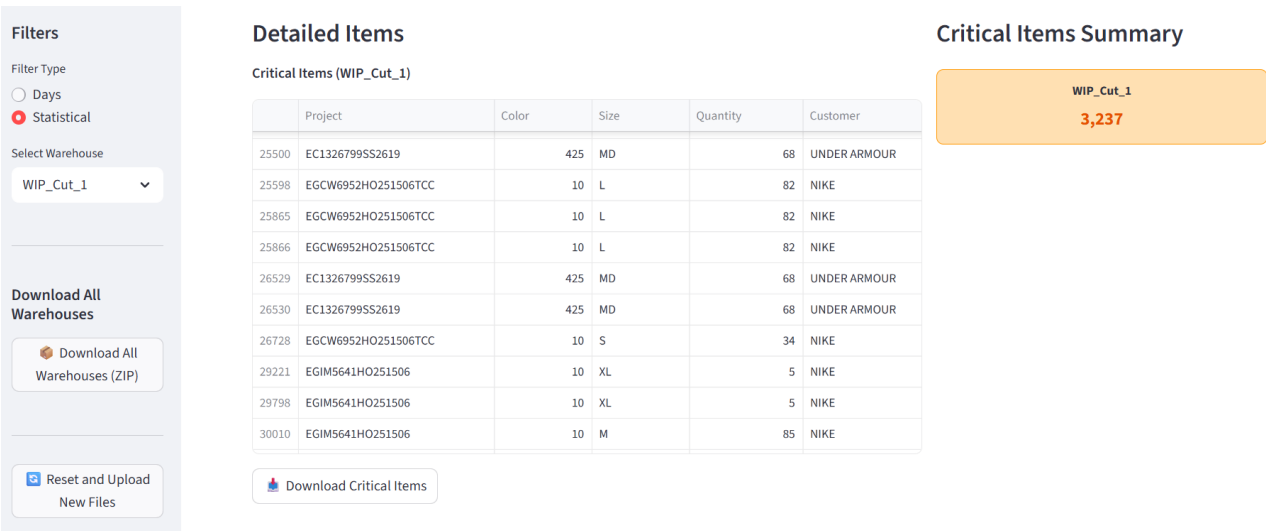 Filters
Filter Type
Days
Statistical
Select Warehouse
WIP_Cut_1
Download All
Warehouses
📦 Download All
Warehouses (ZIP)
🔄 Reset and Upload
New Files
Detailed Items
Critical Items (WIP_Cut_1)
Project Color Size Quantity Customer
25500 EC1326799SS2619 425 MD 68 UNDER ARMOUR
25598 EGCW6952HO251506TCC 10 L 82 NIKE
25865 EGCW6952HO251506TCC 10 L 82 NIKE
25866 EGCW6952HO251506TCC 10 L 82 NIKE
26529 EC1326799SS2619 425 MD 68 UNDER ARMOUR
26530 EC1326799SS2619 425 MD 68 UNDER ARMOUR
26728 EGCW6952HO251506TCC 10 S 34 NIKE
29221 EGIM5641HO251506 10 XL 5 NIKE
29798 EGIM5641HO251506 10 XL 5 NIKE
30010 EGIM5641HO251506 10 M 85 NIKE
📥 Download Critical Items
Critical Items Summary
WIP_Cut_1
3,237